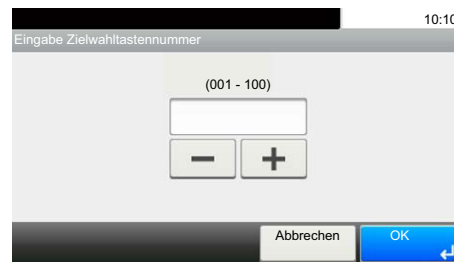 10:10
Eingabe Zielwahltastennummer
(001 - 100)
Abbrechen
OK